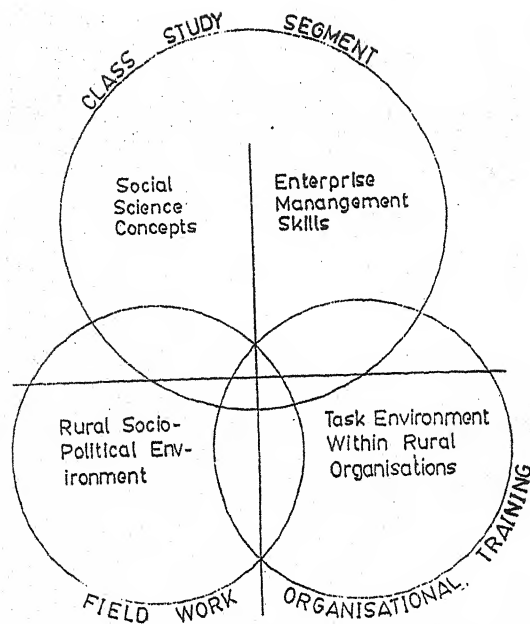 CLASS STUDY SEGMENT
Social
Science
Concepts
Enterprise
Manangement
Skills
Rural Socio-
Political Env-
ironment
Task Environment
Within Rural
Organisations
FIELD WORK
ORGANISATIONAL TRAINING